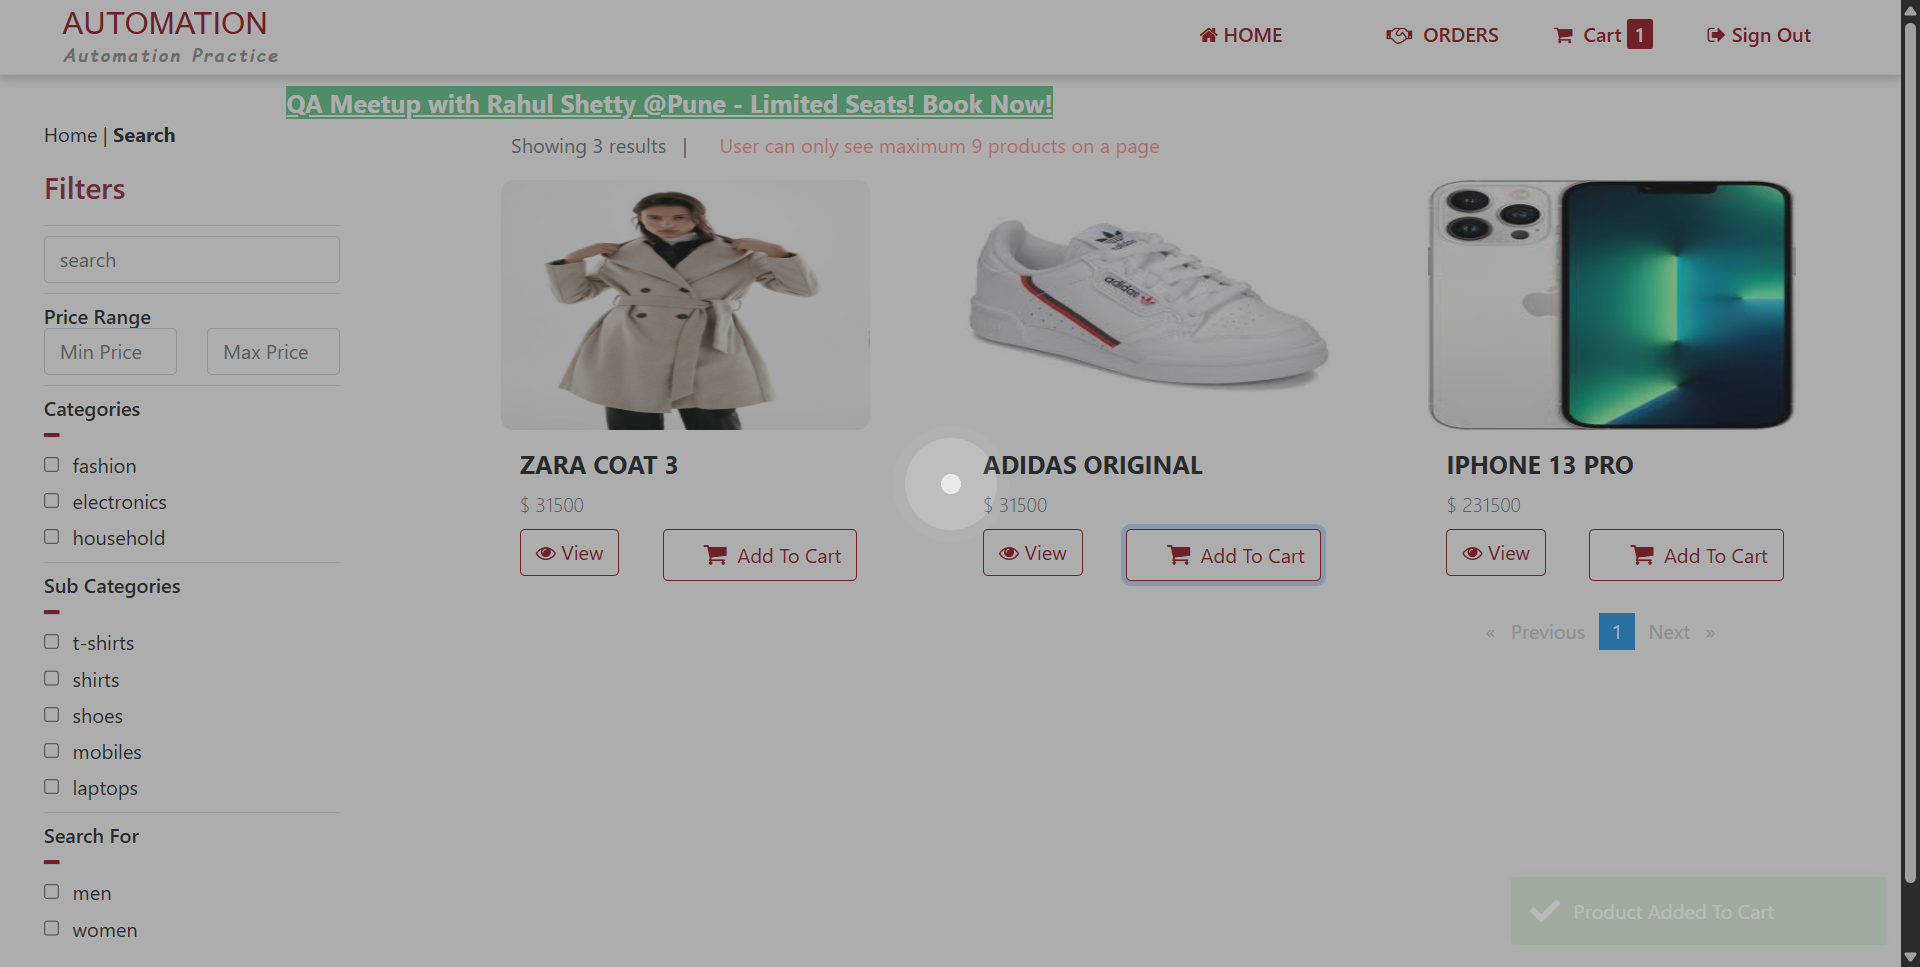 AUTOMATION
Automation Practice
HOME
ORDERS
Cart 1
Sign Out
QA Meetup with Rahul Shetty @Pune - Limited Seats! Book Now!
Home | Search
Showing 3 results |
User can only see maximum 9 products on a page
Filters
search
Price Range
Min Price
Max Price
Categories
fashion
electronics
household
Sub Categories
t-shirts
shirts
shoes
mobiles
laptops
Search For
men
women
ZARA COAT 3
$ 31500
View
Add To Cart
adidas
adidas
ADIDAS ORIGINAL
$ 31500
View
Add To Cart
IPHONE 13 PRO
$ 231500
View
Add To Cart
« Previous 1 Next »
Product Added To Cart